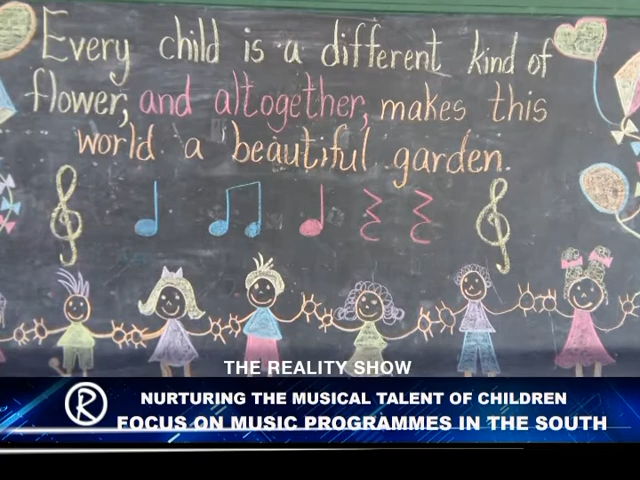 Every child is a different kind of
flower, and altogether, makes this
world a beautiful garden.
THE REALITY SHOW
R
NURTURING THE MUSICAL TALENT OF CHILDREN
FOCUS ON MUSIC PROGRAMMES IN THE SOUTH